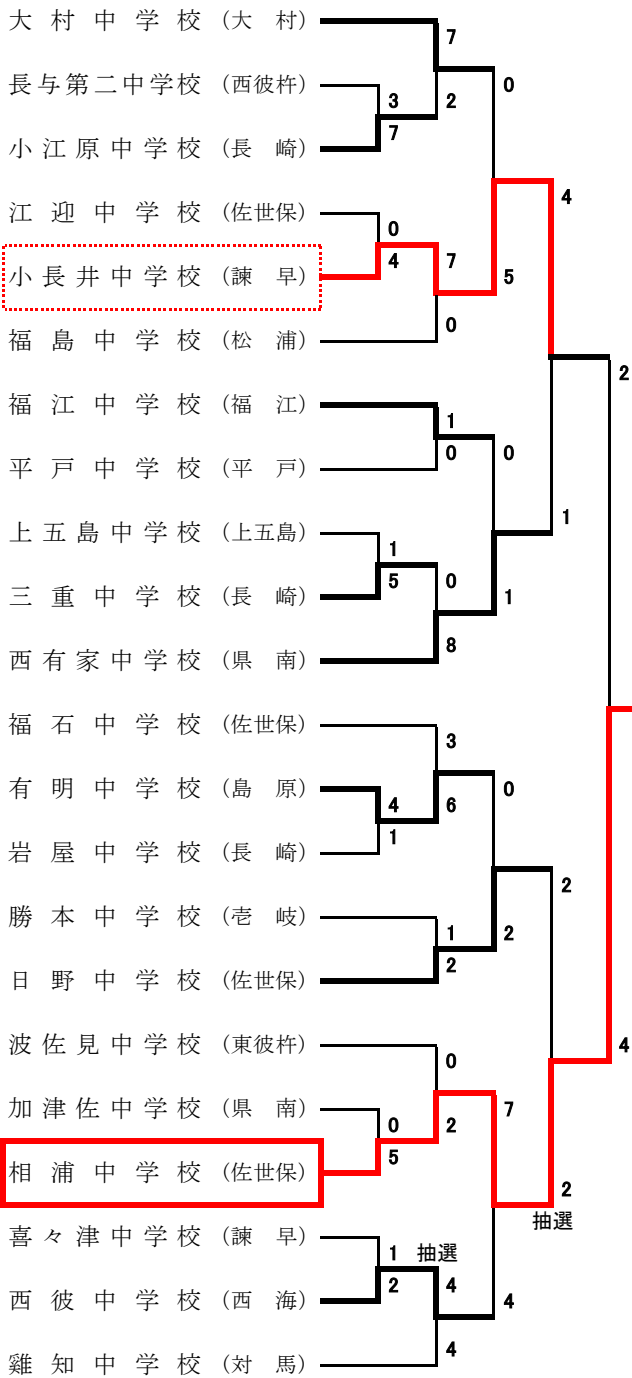 大村中学校 (大 村)
7
長与第二中学校 (西彼杵)
0
3 2
7
小江原中学校 (長 崎)
江迎中学校 (佐世保)
4
0
4 7 5
小長井中学校 (諫 早)
0
福島中学校 (松 浦)
2
福江中学校 (福 江)
1
0 0
平戸中学校 (平 戸)
1
上五島中学校 (上五島)
1
5 0 1
三重中学校 (長 崎)
8
西有家中学校 (県 南)
福石中学校 (佐世保)
3
有明中学校 (島 原)
0
4 6
1
岩屋中学校 (長 崎)
2
勝本中学校 (壱 岐)
1 2
2
日野中学校 (佐世保)
波佐見中学校 (東彼杵)
4
0
加津佐中学校 (県 南)
7
0 2
5
相浦中学校 (佐世保)
2
抽選
喜々津中学校 (諫 早)
1 抽選
2 4 4
西彼中学校 (西 海)
4
雞知中学校 (対 馬)